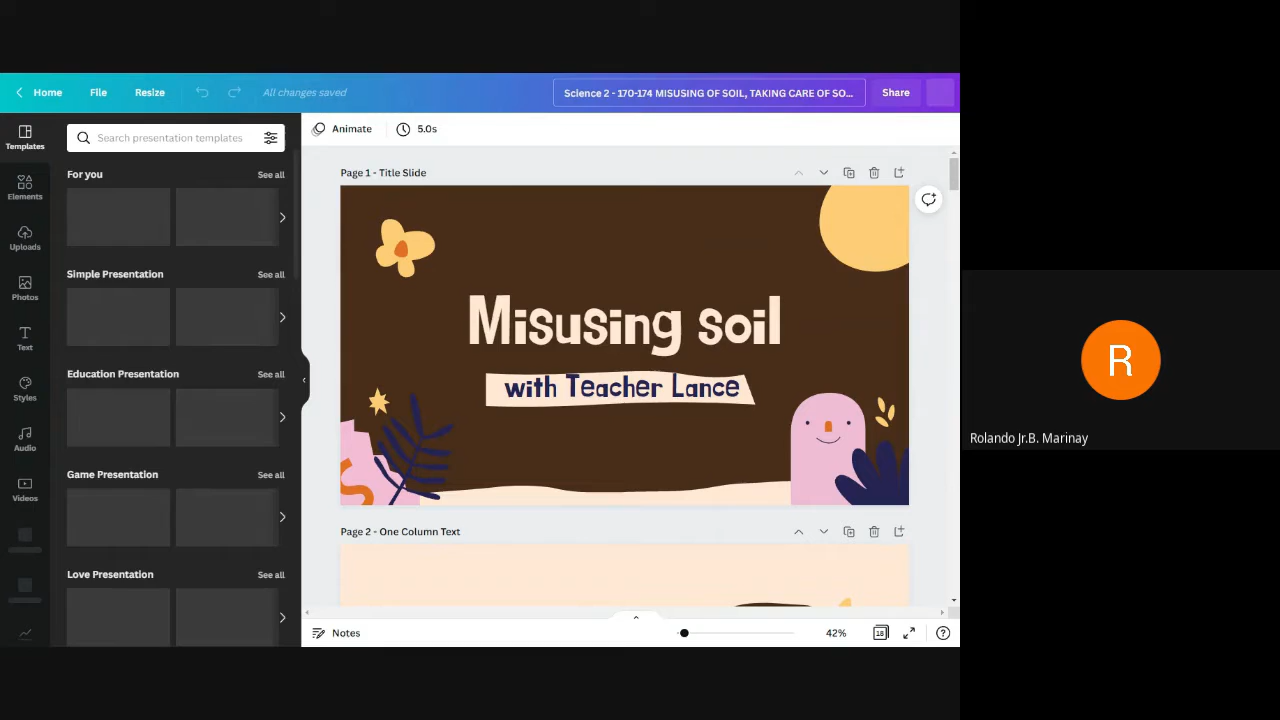 Home File Resize All changes saved Science 2 - 170-174 MISUSING OF SOIL, TAKING CARE OF SO... Share
Templates
Elements
Uploads
Photos
Text
Styles
Audio
Videos
Search presentation templates
For you See all
Simple Presentation See all
Education Presentation See all
Game Presentation See all
Love Presentation See all
Animate 5.0s
Page 1 - Title Slide
Misusing soil
with Teacher Lance
S
Page 2 - One Column Text
Notes 42% 18
R
Rolando Jr.B. Marinay